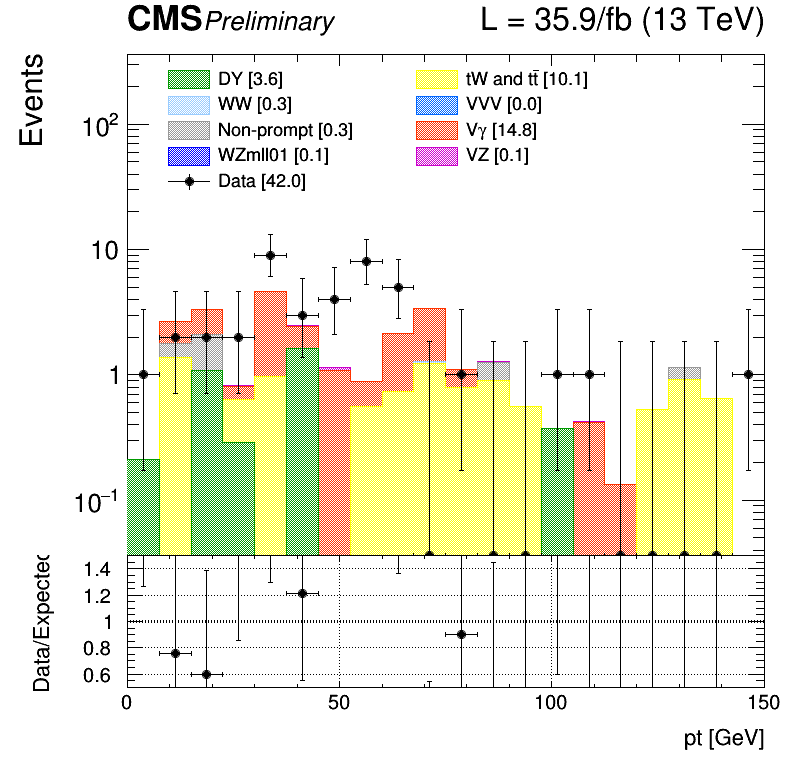 CMS Preliminary L = 35.9/fb (13 TeV)
Events
DY [3.6] tW and tt̄ [10.1]
WW [0.3] VVV [0.0]
Non-prompt [0.3] Vγ [14.8]
WZmll01 [0.1] VZ [0.1]
Data [42.0]
10²
10
1
10⁻¹
Data/Expected
1.4
1.2
1
0.8
0.6
0 50 100 150
pt [GeV]